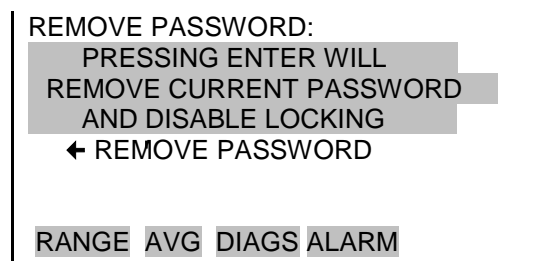 REMOVE PASSWORD:
PRESSING ENTER WILL
REMOVE CURRENT PASSWORD
AND DISABLE LOCKING
← REMOVE PASSWORD
RANGE AVG DIAGS ALARM